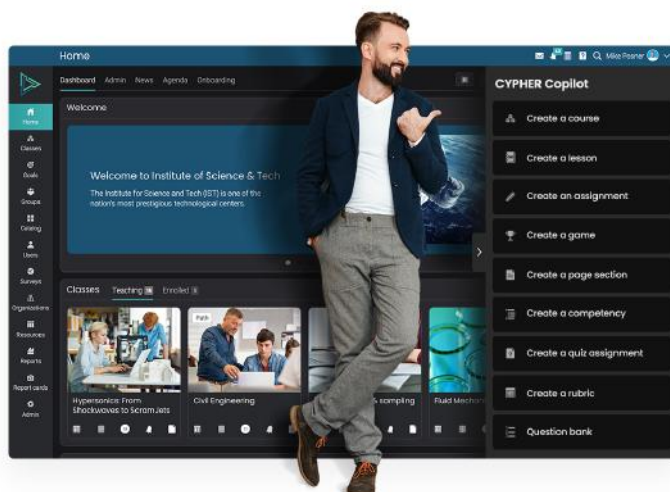 Home
Mike Posner
Dashboard Admin News Agenda Onboarding
Welcome
Welcome to Institute of Science & Tech
The Institute for Science and Tech (IST) is one of the
nation's most prestigious technological centers.
Home
Classes
Goals
Groups
Catalog
Users
Surveys
Organizations
Resources
Reports
Report cards
Admin
Classes Teaching Enrolled
Hypersonics: From
Shockwaves to ScramJets
Path
Civil Engineering
& sampling
Fluid Mechan
CYPHER Copilot
Create a course
Create a lesson
Create an assignment
Create a game
Create a page section
Create a competency
Create a quiz assignment
Create a rubric
Question bank